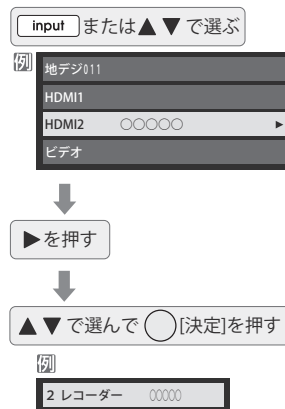 input または▲▼で選ぶ
例
地デジ011
HDMI1
HDMI2 ○○○○○ ▶
ビデオ
▶を押す
▲▼で選んで◯[決定]を押す
例
2 レコーダー ○○○○○